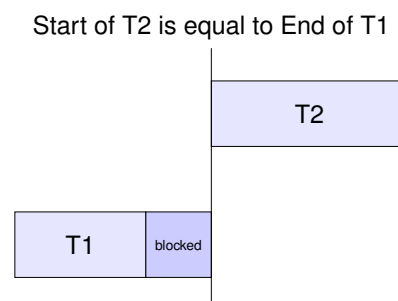 Start of T2 is equal to End of T1
T2
T1
blocked